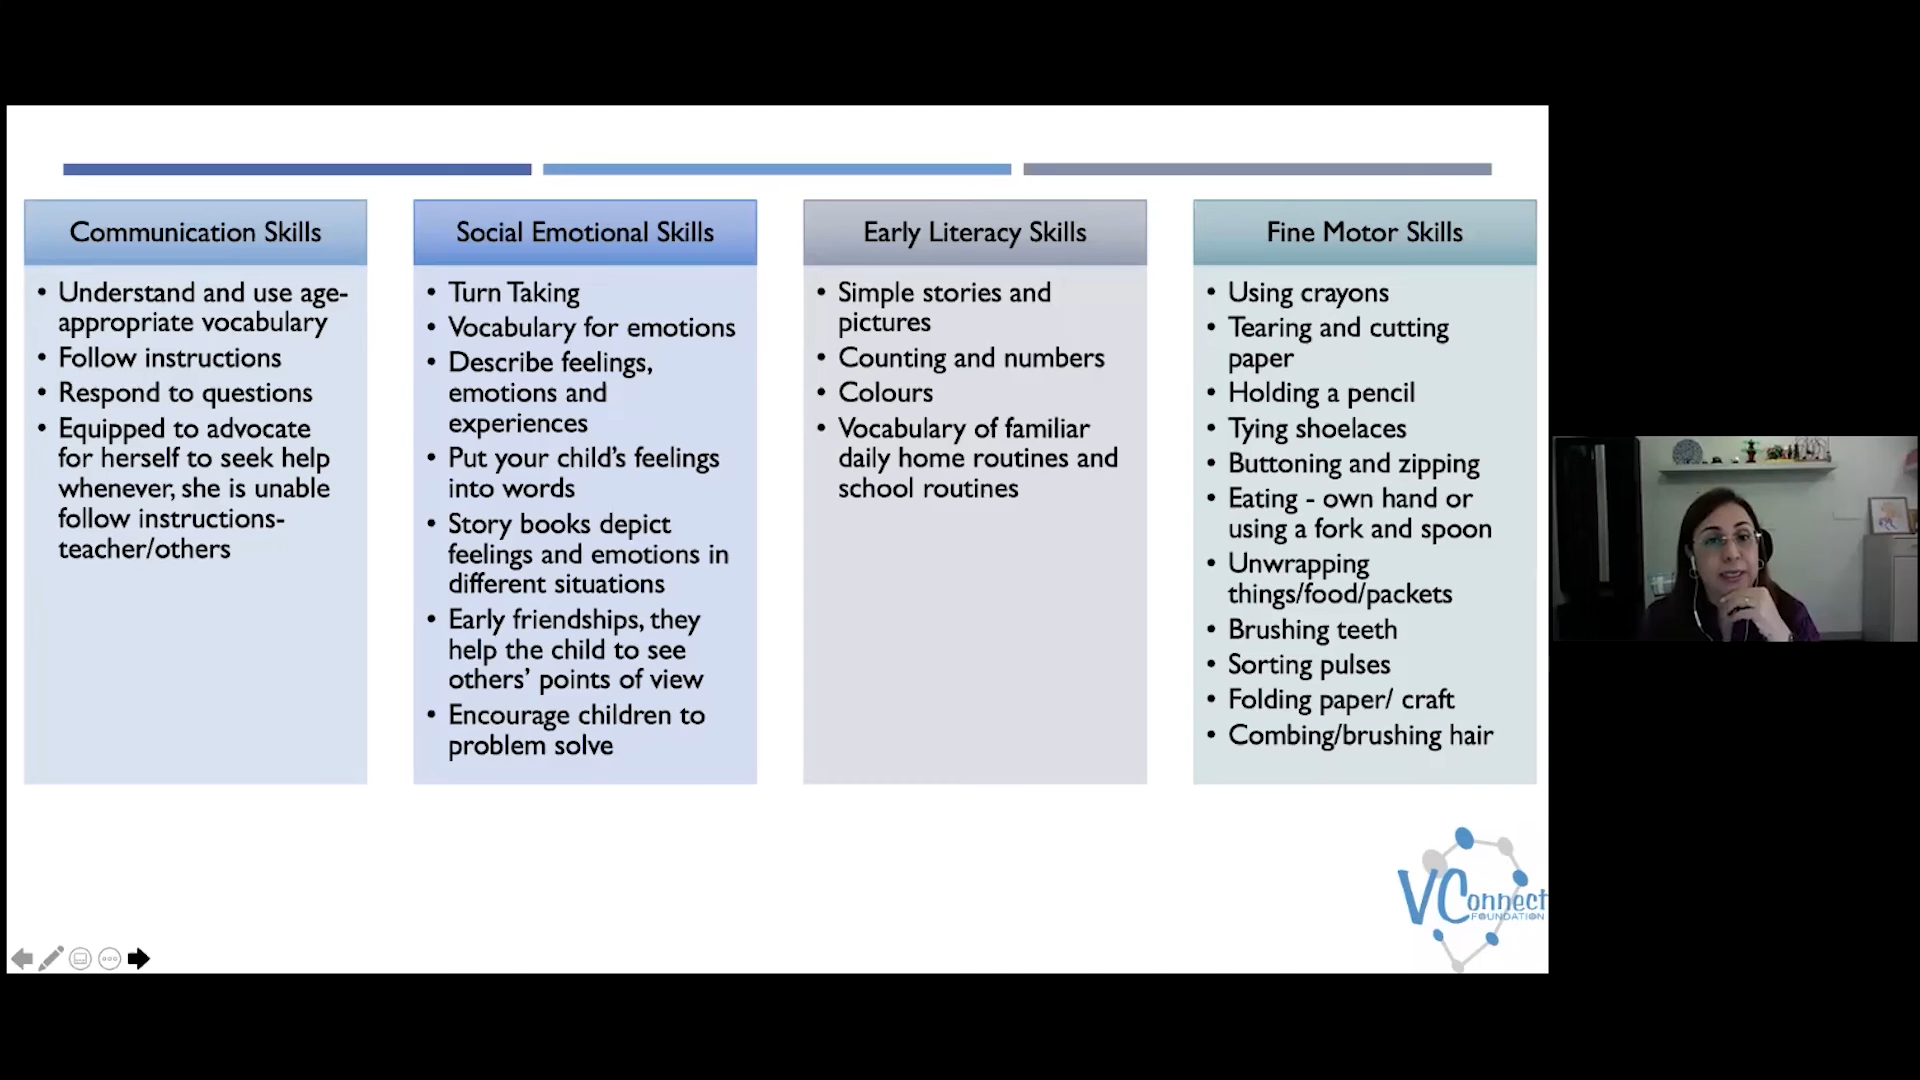 Communication Skills
• Understand and use age-
appropriate vocabulary
• Follow instructions
• Respond to questions
• Equipped to advocate
for herself to seek help
whenever, she is unable
follow instructions-
teacher/others
Social Emotional Skills
• Turn Taking
• Vocabulary for emotions
• Describe feelings,
emotions and
experiences
• Put your child's feelings
into words
• Story books depict
feelings and emotions in
different situations
• Early friendships, they
help the child to see
others' points of view
• Encourage children to
problem solve
Early Literacy Skills
• Simple stories and
pictures
• Counting and numbers
• Colours
• Vocabulary of familiar
daily home routines and
school routines
Fine Motor Skills
• Using crayons
• Tearing and cutting
paper
• Holding a pencil
• Tying shoelaces
• Buttoning and zipping
• Eating - own hand or
using a fork and spoon
• Unwrapping
things/food/packets
• Brushing teeth
• Sorting pulses
• Folding paper/ craft
• Combing/brushing hair
VConnect
FOUNDATION